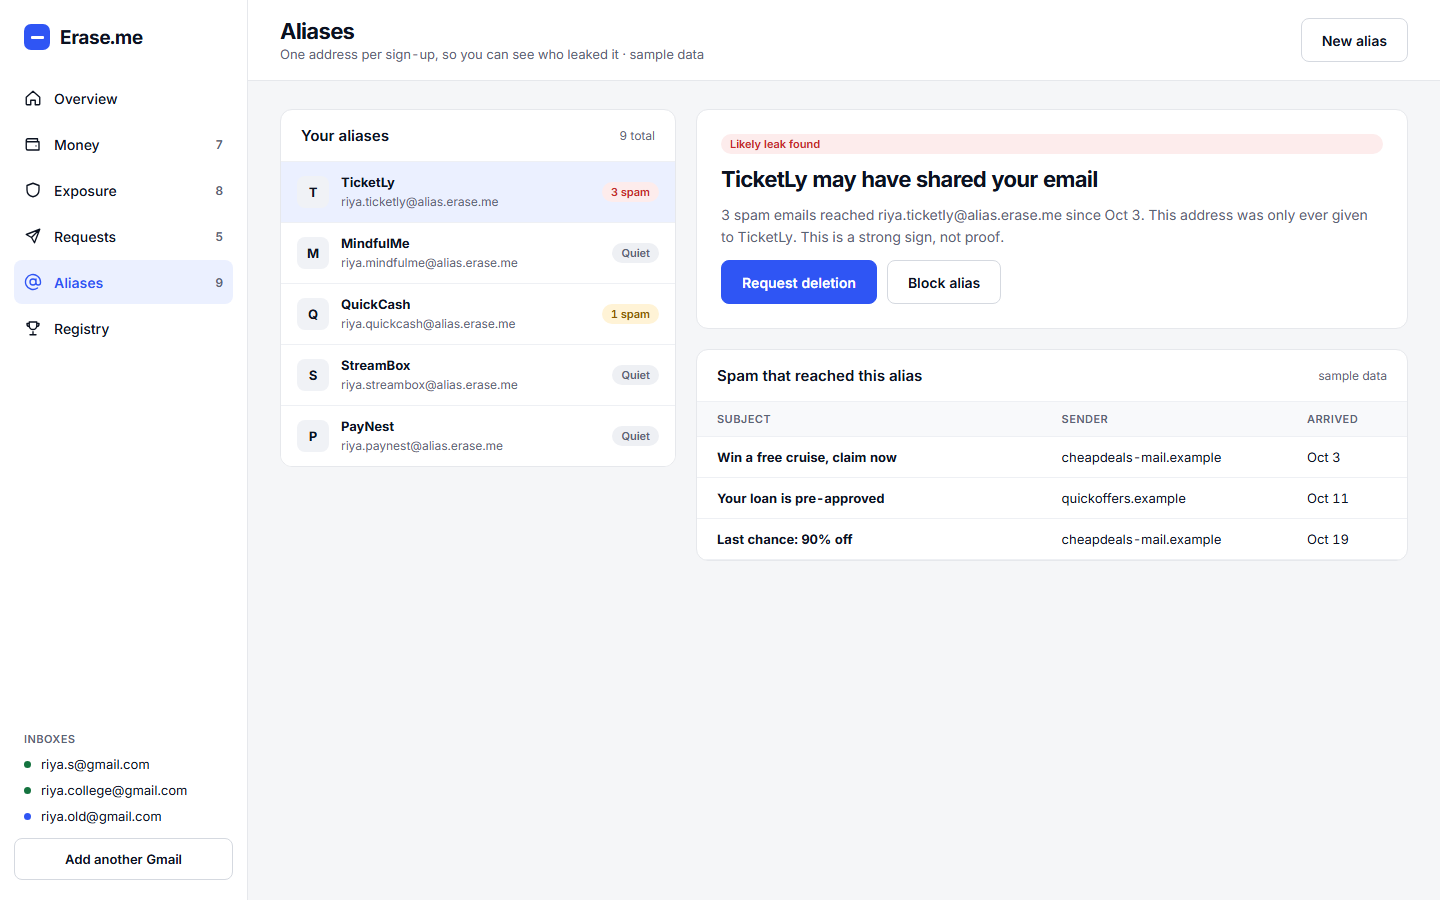 Erase.me
Overview
Money 7
Exposure 8
Requests 5
Aliases 9
Registry
INBOXES
riya.s@gmail.com
riya.college@gmail.com
riya.old@gmail.com
Add another Gmail
Aliases
One address per sign-up, so you can see who leaked it · sample data
New alias
Your aliases 9 total
T
TicketLy
riya.ticketly@alias.erase.me
3 spam
M
MindfulMe
riya.mindfulme@alias.erase.me
Quiet
Q
QuickCash
riya.quickcash@alias.erase.me
1 spam
S
StreamBox
riya.streambox@alias.erase.me
Quiet
P
PayNest
riya.paynest@alias.erase.me
Quiet
Likely leak found
TicketLy may have shared your email
3 spam emails reached riya.ticketly@alias.erase.me since Oct 3. This address was only ever given
to TicketLy. This is a strong sign, not proof.
Request deletion Block alias
Spam that reached this alias sample data
SUBJECT SENDER ARRIVED
Win a free cruise, claim now cheapdeals-mail.example Oct 3
Your loan is pre-approved quickoffers.example Oct 11
Last chance: 90% off cheapdeals-mail.example Oct 19